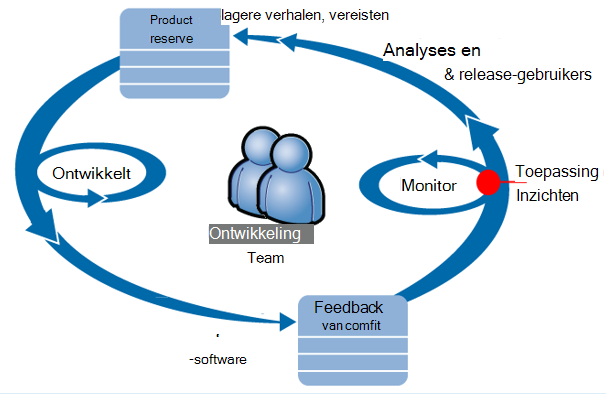 Product
reserve
lagere verhalen, vereisten
Analyses en
& release-gebruikers
Ontwikkelt
Monitor
Toepassing
Inzichten
Ontwikkeling
Team
Feedback
van comfit
-software